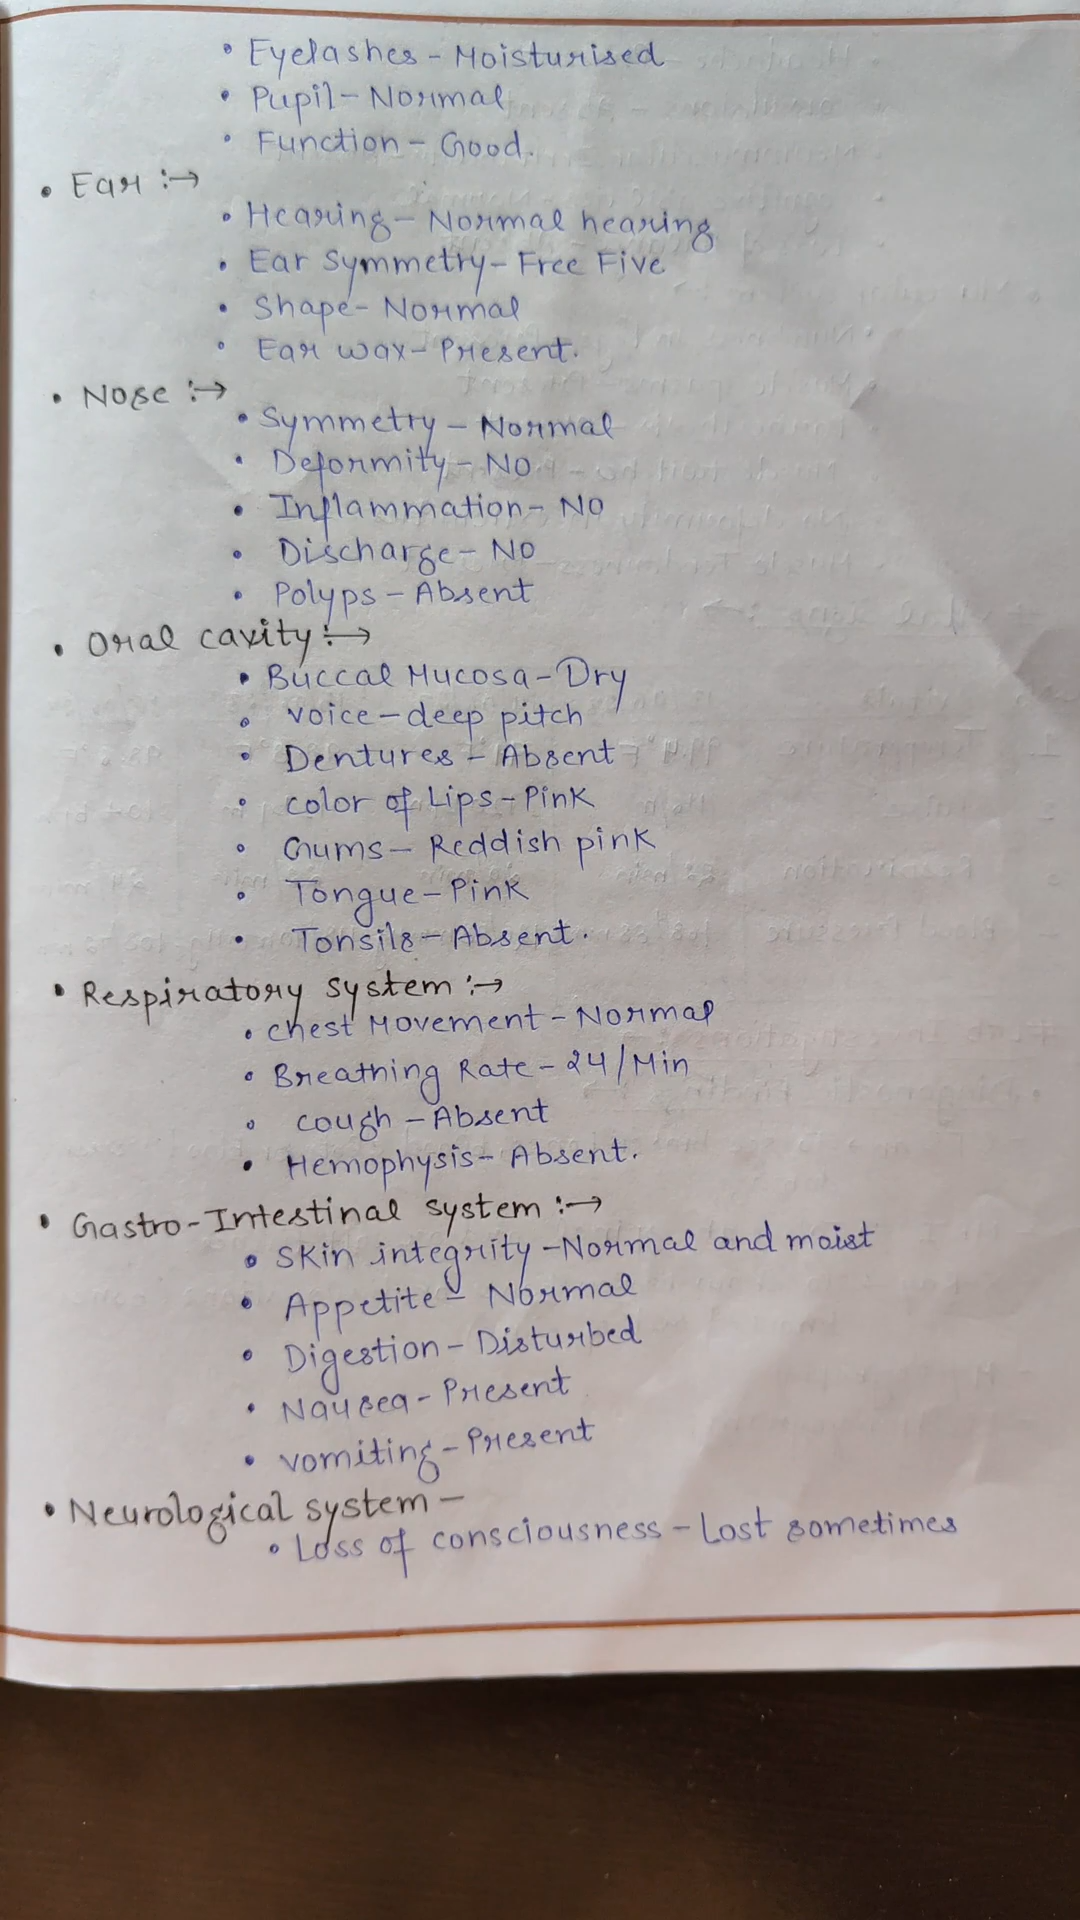 • Eyelashes - Moisturised
• Pupil - Normal
• Function - Good.
• Ear :→
• Hearing - Normal hearing
• Ear Symmetry - Free Five
• Shape - Normal
• Ear wax - Present.
• Nose :→
• Symmetry - Normal
• Deformity - No
• Inflammation - No
• Discharge - No
• Polyps - Absent
• Oral cavity :→
• Buccal Mucosa - Dry
• voice - deep pitch
• Dentures - Absent
• color of Lips - Pink
• Gums - Reddish pink
• Tongue - Pink
• Tonsils - Absent.
• Respiratory system :→
• chest Movement - Normal
• Breathing Rate - 24/Min
• cough - Absent
• Hemophysis - Absent.
• Gastro-Intestinal system :→
• Skin integrity - Normal and moist
• Appetite - Normal
• Digestion - Disturbed
• Nausea - Present
• vomiting - Present
• Neurological system -
• Loss of consciousness - Lost sometimes